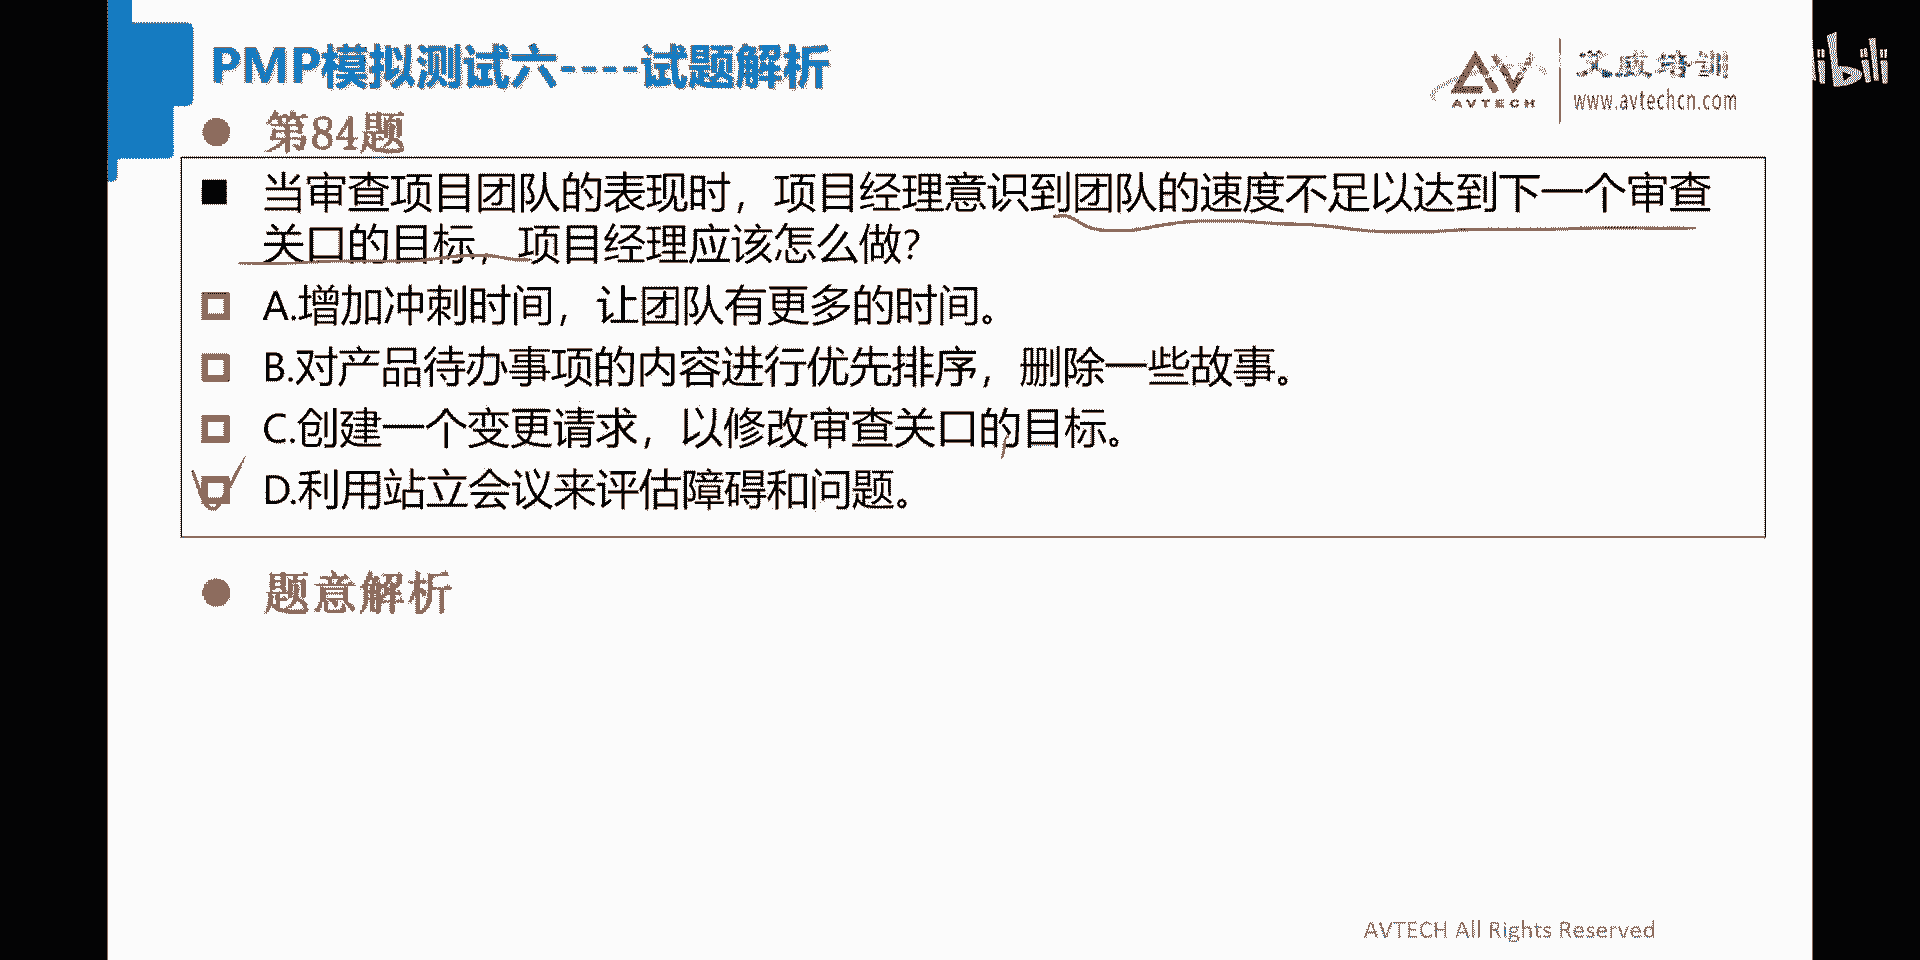 PMP模拟测试六----试题解析
AVTECH
艾威培训
www.avtechcn.com
bili
第84题
当审查项目团队的表现时，项目经理意识到团队的速度不足以达到下一个审查
关口的目标，项目经理应该怎么做?
A.增加冲刺时间，让团队有更多的时间。
B.对产品待办事项的内容进行优先排序，删除一些故事。
C.创建一个变更请求，以修改审查关口的目标。
D.利用站立会议来评估障碍和问题。
题意解析
AVTECH All Rights Reserved